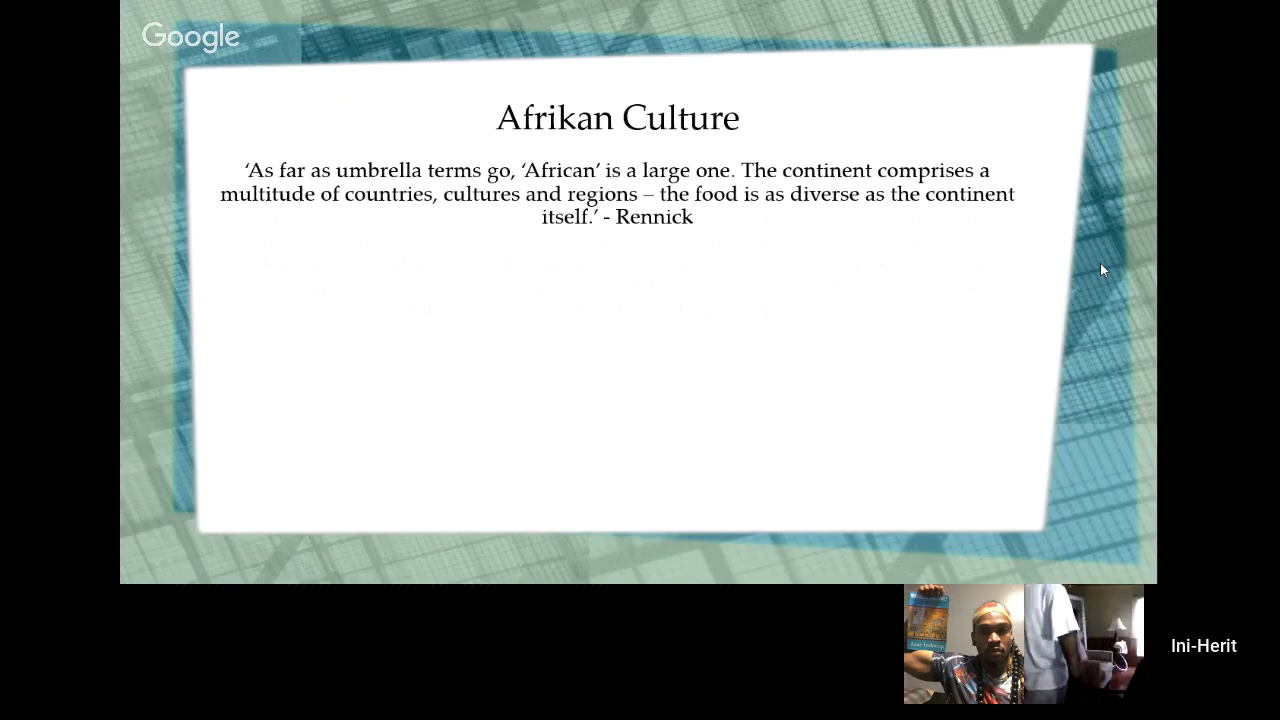 Google
Afrikan Culture
‘As far as umbrella terms go, ‘African’ is a large one. The continent comprises a
multitude of countries, cultures and regions – the food is as diverse as the continent
itself.’ - Rennick
Ini-Herit